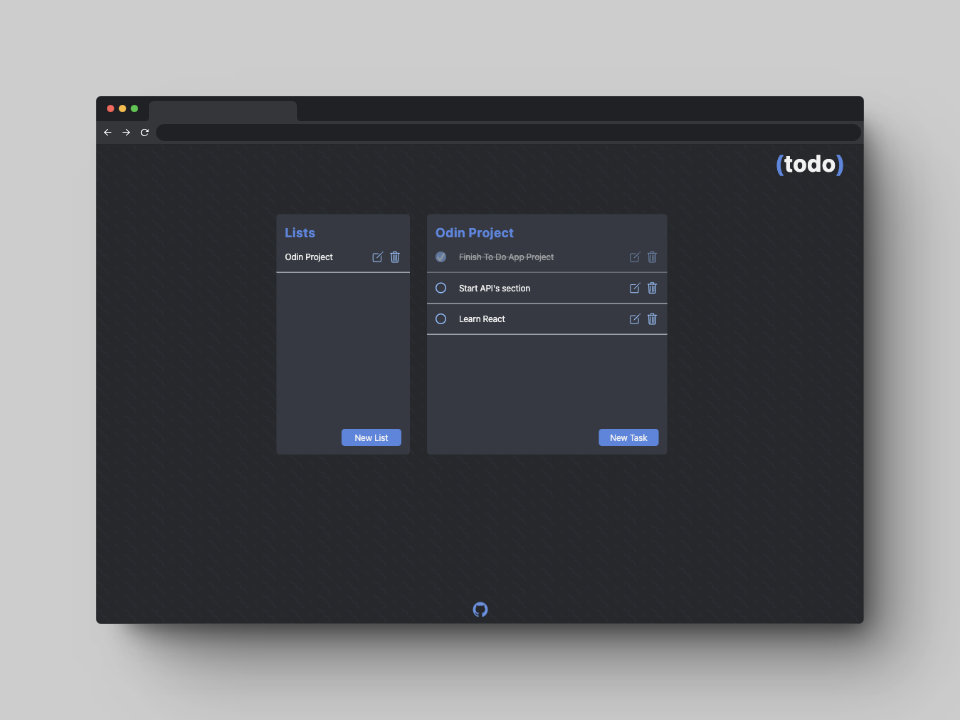 (todo)
Lists
Odin Project
New List
Odin Project
Finish To Do App Project
Start API's section
Learn React
New Task